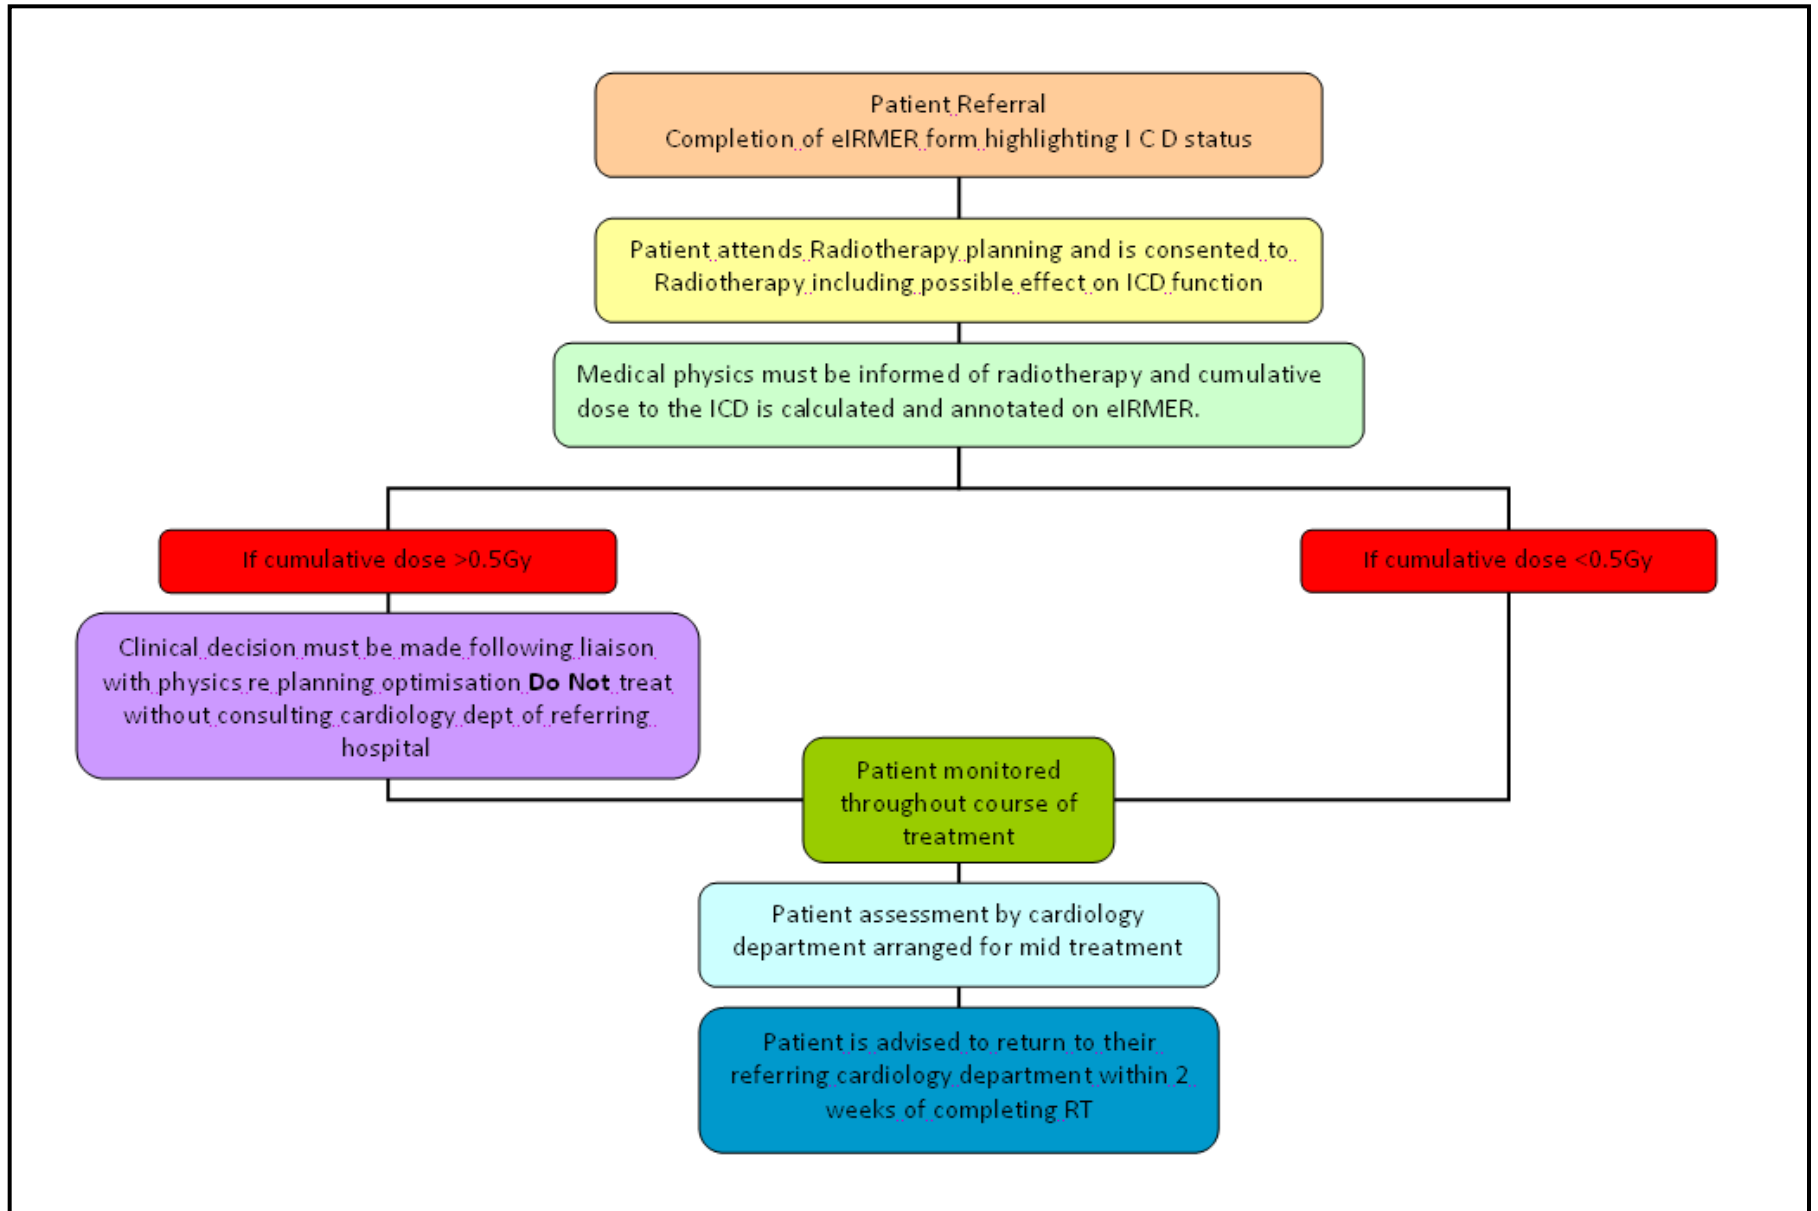 Patient Referral
Completion of eIRMER form highlighting I C D status
Patient attends Radiotherapy planning and is consented to
Radiotherapy including possible effect on ICD function
Medical physics must be informed of radiotherapy and cumulative
dose to the ICD is calculated and annotated on eIRMER.
If cumulative dose >0.5Gy
If cumulative dose <0.5Gy
Clinical decision must be made following liaison
with physics re planning optimisation Do Not treat
without consulting cardiology dept of referring
hospital
Patient monitored
throughout course of
treatment
Patient assessment by cardiology
department arranged for mid treatment
Patient is advised to return to their
referring cardiology department within 2
weeks of completing RT